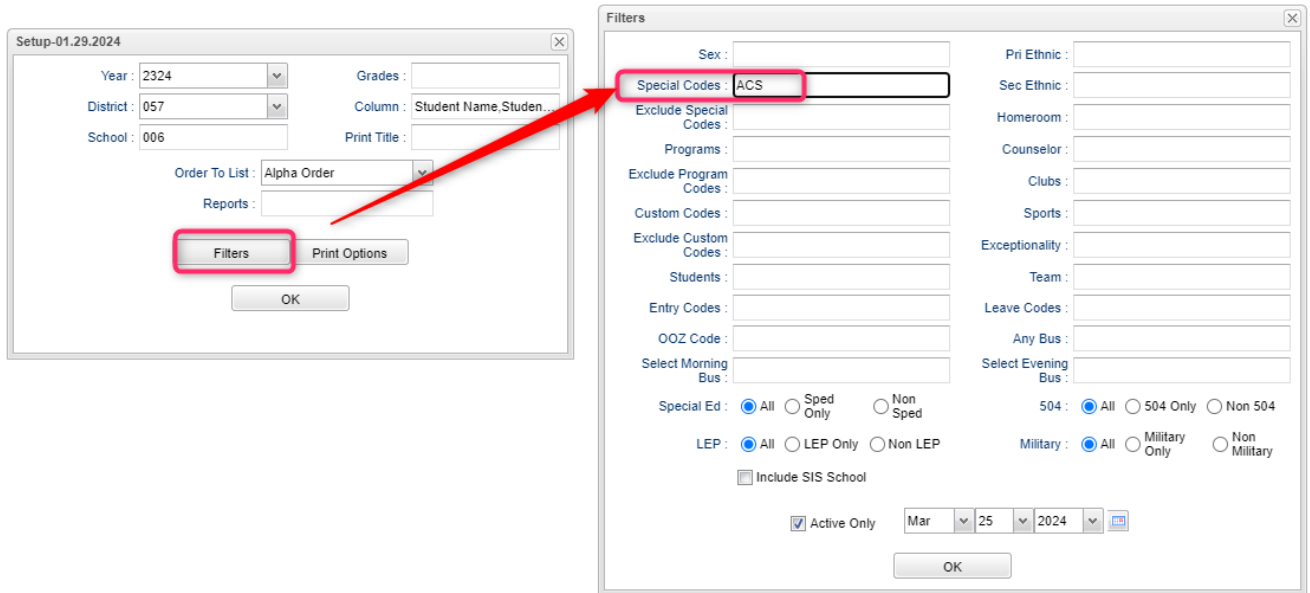 Setup-01.29.2024
Year : 2324 Grades :
District : 057 Column : Student Name,Studen...
School : 006 Print Title :
Order To List : Alpha Order
Reports :
Filters Print Options
OK
Filters
Sex : Pri Ethnic :
Special Codes : ACS Sec Ethnic :
Exclude Special
Codes : Homeroom :
Programs : Counselor :
Exclude Program
Codes : Clubs :
Custom Codes : Sports :
Exclude Custom
Codes : Exceptionality :
Students : Team :
Entry Codes : Leave Codes :
OOZ Code : Any Bus :
Select Morning
Bus : Select Evening
Bus :
Special Ed : All Sped
Only Non
Sped 504 : All 504 Only Non 504
LEP : All LEP Only Non LEP Military : All Military
Only Non
Military
Include SIS School
Active Only Mar 25 2024
OK